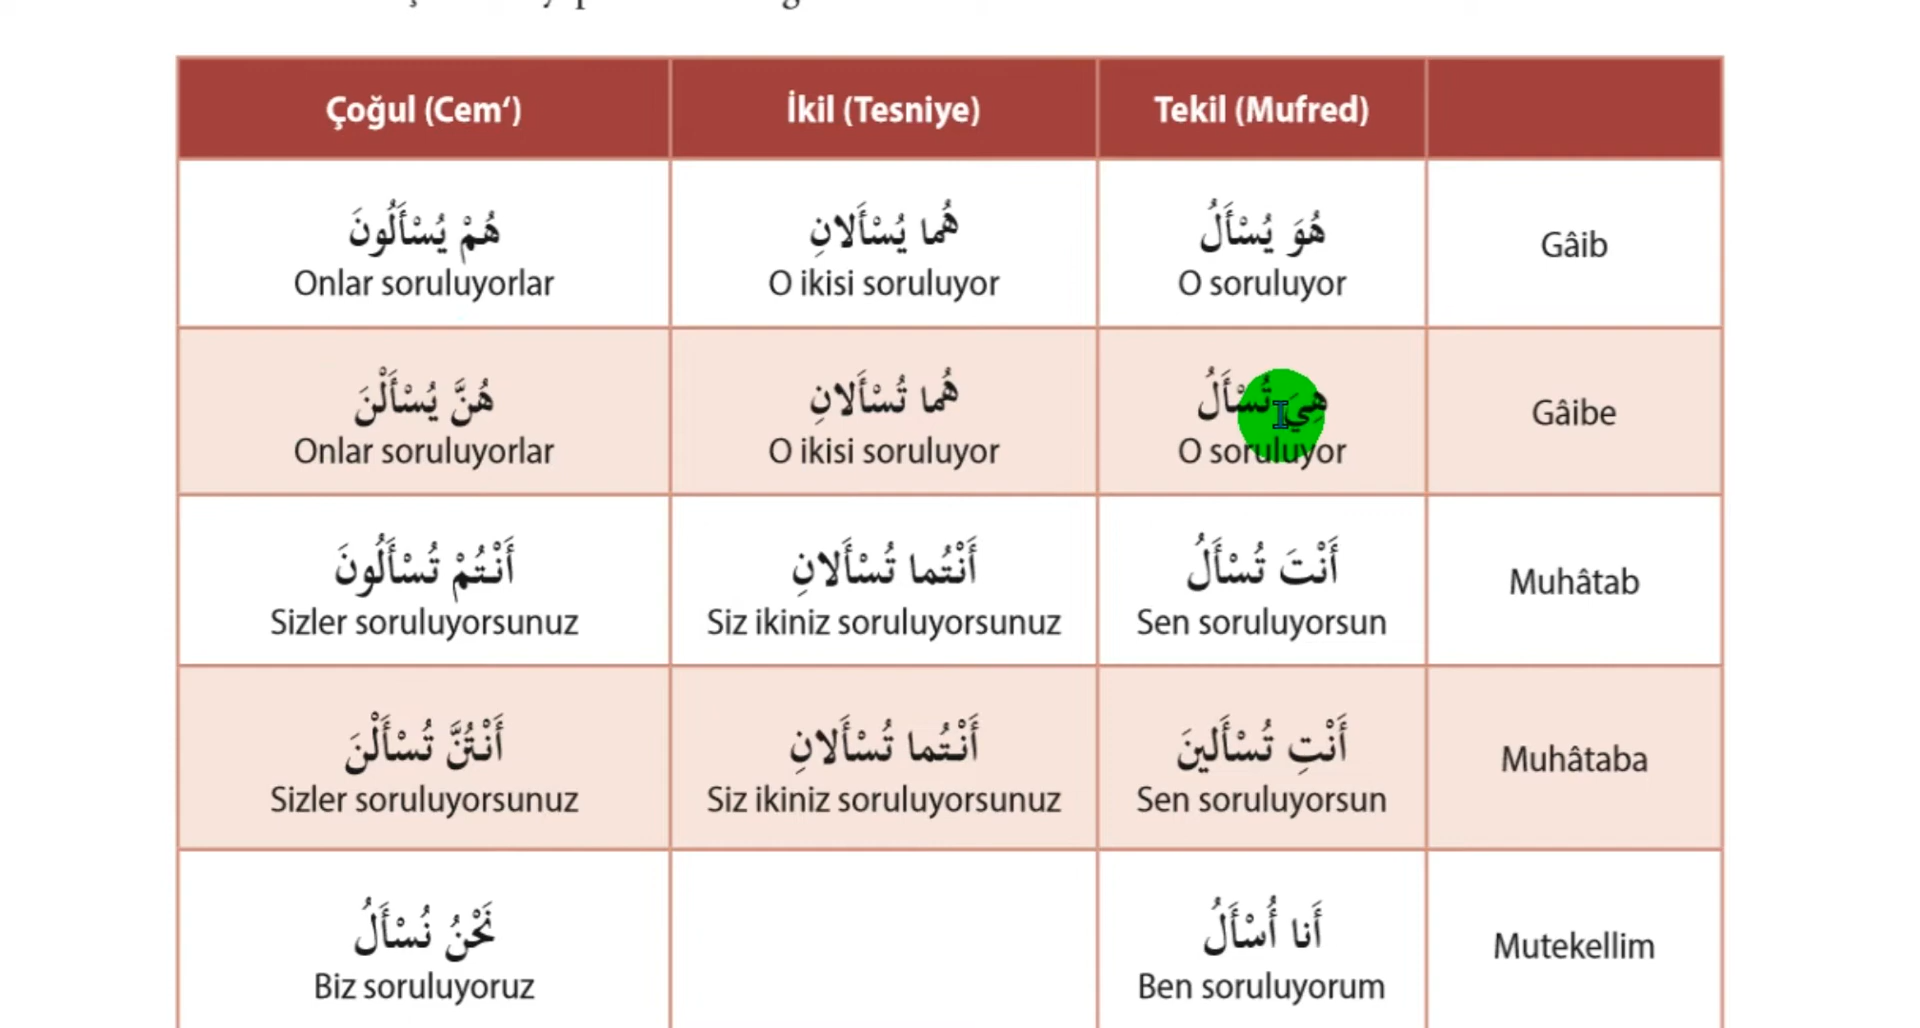 Çoğul (Cem‘) İkil (Tesniye) Tekil (Mufred)
هُمْ يُسْأَلُونَ هُما يُسْأَلانِ هُوَ يُسْأَلُ
Gâib
Onlar soruluyorlar O ikisi soruluyor O soruluyor
هُنَّ يُسْأَلْنَ هُما تُسْأَلانِ هِيَ تُسْأَلُ
Gâibe
Onlar soruluyorlar O ikisi soruluyor O soruluyor
أَنْتُمْ تُسْأَلُونَ أَنْتُما تُسْأَلانِ أَنْتَ تُسْأَلُ
Muhâtab
Sizler soruluyorsunuz Siz ikiniz soruluyorsunuz Sen soruluyorsun
أَنْتُنَّ تُسْأَلْنَ أَنْتُما تُسْأَلانِ أَنْتِ تُسْأَلينَ
Muhâtaba
Sizler soruluyorsunuz Siz ikiniz soruluyorsunuz Sen soruluyorsun
نَحْنُ نُسْأَلُ أَنا أُسْأَلُ
Mutekellim
Biz soruluyoruz Ben soruluyorum